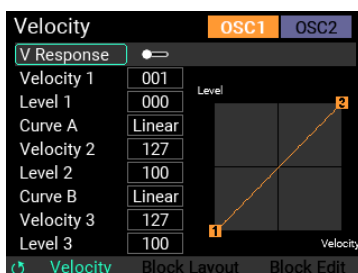 Velocity OSC1 OSC2
V Response
Velocity 1 001
Level 1 000
Curve A Linear
Velocity 2 127
Level 2 100
Curve B Linear
Velocity 3 127
Level 3 100
Level
2
1
Velocity
Velocity Block Layout Block Edit